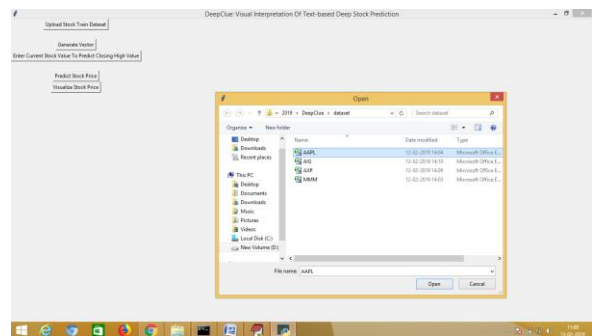 DeepClue: Visual Interpretation Of Text-based Deep Stock Prediction
Upload Stock Train Dataset
Generate Vector
Enter Current Stock Value To Predict Closing High Value
Predict Stock Price
Visualize Stock Price
Open
2019 DeepClue dataset
Search dataset
Organize New folder
Name Date modified Type
Desktop
Downloads
Recent places
This PC
Desktop
Documents
Downloads
Music
Pictures
Videos
Local Disk (C:)
New Volume (D:)
AAPL 12-02-2019 14:04 Microsoft Office E...
AIG 12-02-2019 14:10 Microsoft Office E...
AXP 12-02-2019 14:09 Microsoft Office E...
MMM 12-02-2019 14:03 Microsoft Office E...
File name: AAPL
Open Cancel